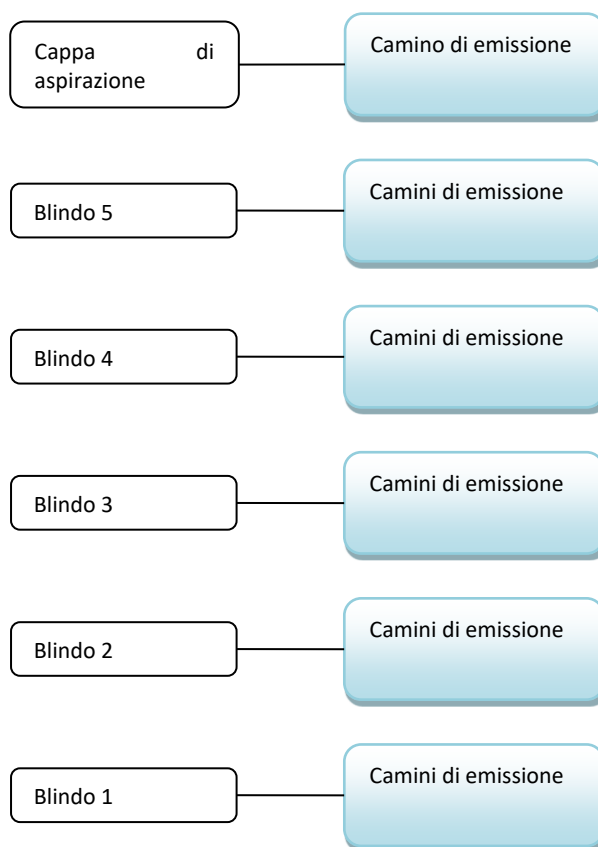 Cappa di
aspirazione
Camino di emissione
Blindo 5
Camini di emissione
Blindo 4
Camini di emissione
Blindo 3
Camini di emissione
Blindo 2
Camini di emissione
Blindo 1
Camini di emissione